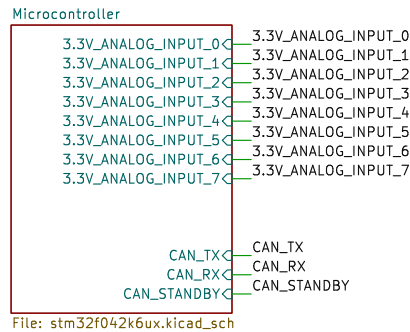 Microcontroller
3.3V_ANALOG_INPUT_0 3.3V_ANALOG_INPUT_0
3.3V_ANALOG_INPUT_1 3.3V_ANALOG_INPUT_1
3.3V_ANALOG_INPUT_2 3.3V_ANALOG_INPUT_2
3.3V_ANALOG_INPUT_3 3.3V_ANALOG_INPUT_3
3.3V_ANALOG_INPUT_4 3.3V_ANALOG_INPUT_4
3.3V_ANALOG_INPUT_5 3.3V_ANALOG_INPUT_5
3.3V_ANALOG_INPUT_6 3.3V_ANALOG_INPUT_6
3.3V_ANALOG_INPUT_7 3.3V_ANALOG_INPUT_7
CAN_TX CAN_TX
CAN_RX CAN_RX
CAN_STANDBY CAN_STANDBY
File: stm32f042k6ux.kicad_sch